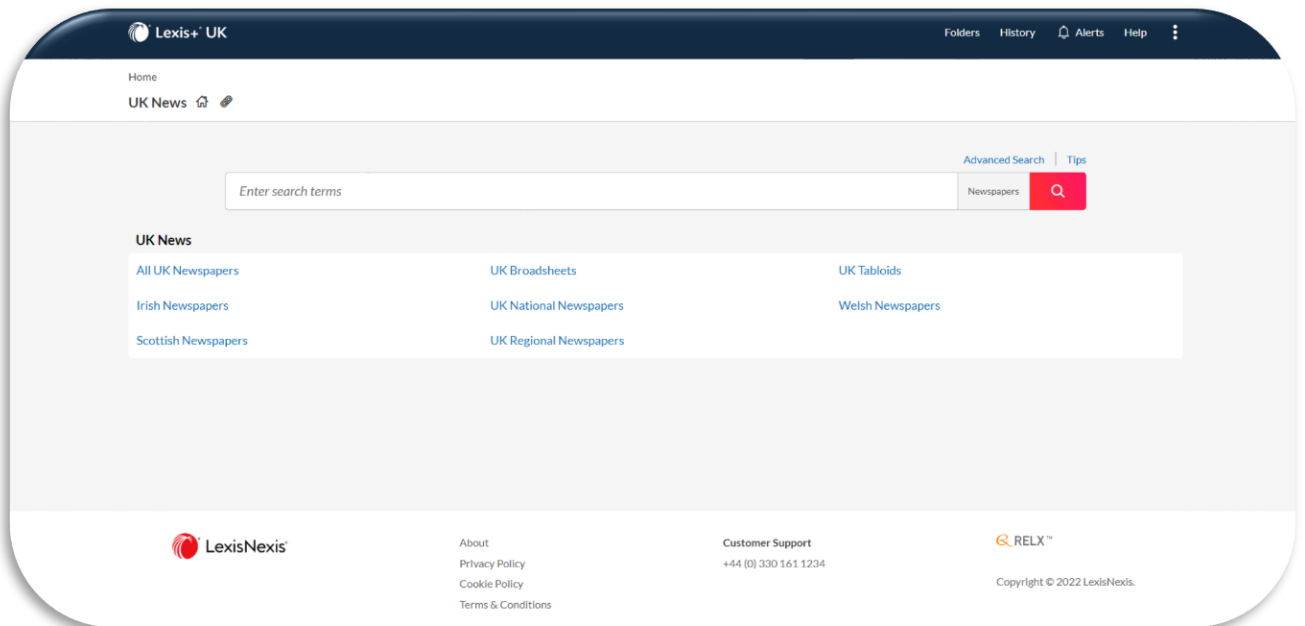 Lexis+ UK
Folders History Alerts Help
Home
UK News
Advanced Search | Tips
Enter search terms
Newspapers
UK News
All UK Newspapers UK Broadsheets UK Tabloids
Irish Newspapers UK National Newspapers Welsh Newspapers
Scottish Newspapers UK Regional Newspapers
LexisNexis®
About
Privacy Policy
Cookie Policy
Terms & Conditions
Customer Support
+44 (0) 330 161 1234
RELX™
Copyright © 2022 LexisNexis.